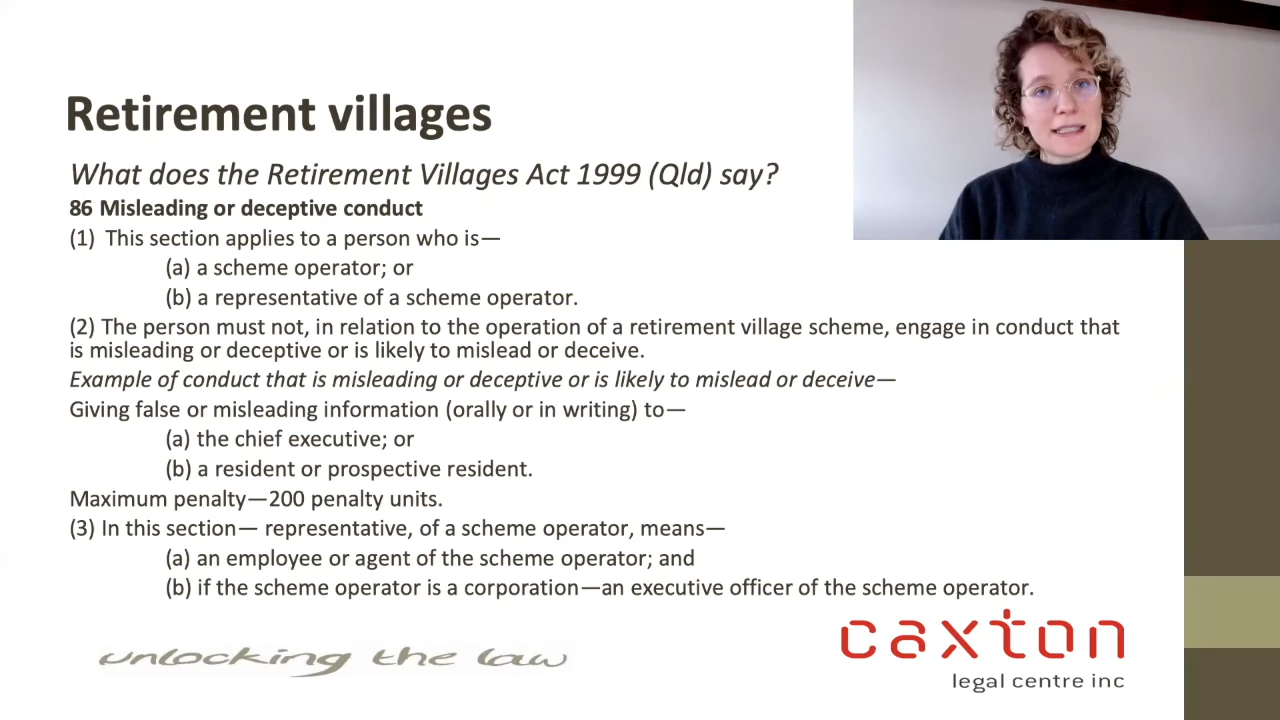 Retirement villages
What does the Retirement Villages Act 1999 (Qld) say?
86 Misleading or deceptive conduct
(1) This section applies to a person who is—
(a) a scheme operator; or
(b) a representative of a scheme operator.
(2) The person must not, in relation to the operation of a retirement village scheme, engage in conduct that
is misleading or deceptive or is likely to mislead or deceive.
Example of conduct that is misleading or deceptive or is likely to mislead or deceive—
Giving false or misleading information (orally or in writing) to—
(a) the chief executive; or
(b) a resident or prospective resident.
Maximum penalty—200 penalty units.
(3) In this section— representative, of a scheme operator, means—
(a) an employee or agent of the scheme operator; and
(b) if the scheme operator is a corporation—an executive officer of the scheme operator.
unlocking the law
caxton
legal centre inc